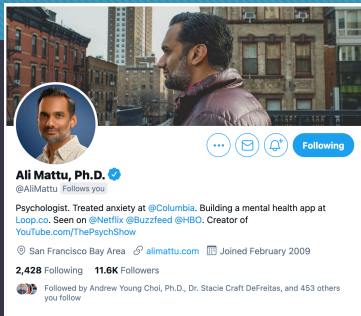 Following
Ali Mattu, Ph.D.
@AliMattu Follows you
Psychologist. Treated anxiety at @Columbia. Building a mental health app at
Loop.co. Seen on @Netflix @Buzzfeed @HBO. Creator of
YouTube.com/ThePsychShow
San Francisco Bay Area alimattu.com Joined February 2009
2,428 Following 11.6K Followers
Followed by Andrew Young Choi, Ph.D., Dr. Stacie Craft DeFreitas, and 453 others
you follow